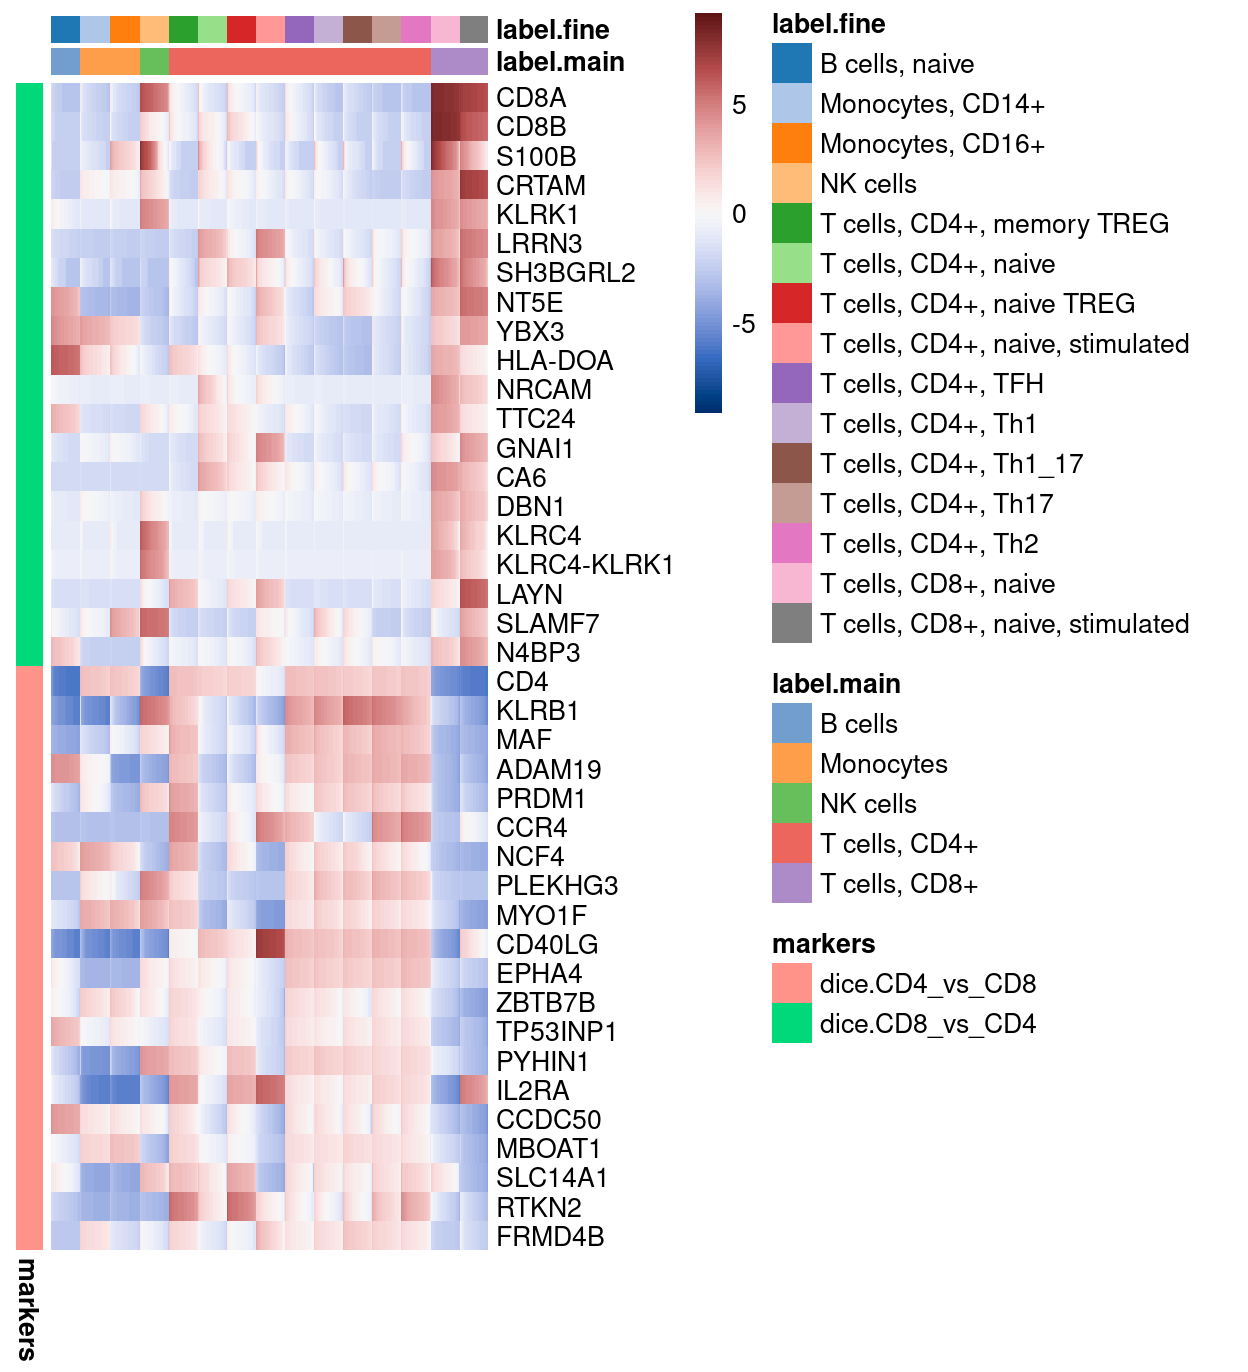 label.fine
label.main
CD8A
CD8B
S100B
CRTAM
KLRK1
LRRN3
SH3BGRL2
NT5E
YBX3
HLA-DOA
NRCAM
TTC24
GNAI1
CA6
DBN1
KLRC4
KLRC4-KLRK1
LAYN
SLAMF7
N4BP3
CD4
KLRB1
MAF
ADAM19
PRDM1
CCR4
NCF4
PLEKHG3
MYO1F
CD40LG
EPHA4
ZBTB7B
TP53INP1
PYHIN1
IL2RA
CCDC50
MBOAT1
SLC14A1
RTKN2
FRMD4B
markers
5
0
-5
label.fine
B cells, naive
Monocytes, CD14+
Monocytes, CD16+
NK cells
T cells, CD4+, memory TREG
T cells, CD4+, naive
T cells, CD4+, naive TREG
T cells, CD4+, naive, stimulated
T cells, CD4+, TFH
T cells, CD4+, Th1
T cells, CD4+, Th1_17
T cells, CD4+, Th17
T cells, CD4+, Th2
T cells, CD8+, naive
T cells, CD8+, naive, stimulated
label.main
B cells
Monocytes
NK cells
T cells, CD4+
T cells, CD8+
markers
dice.CD4_vs_CD8
dice.CD8_vs_CD4